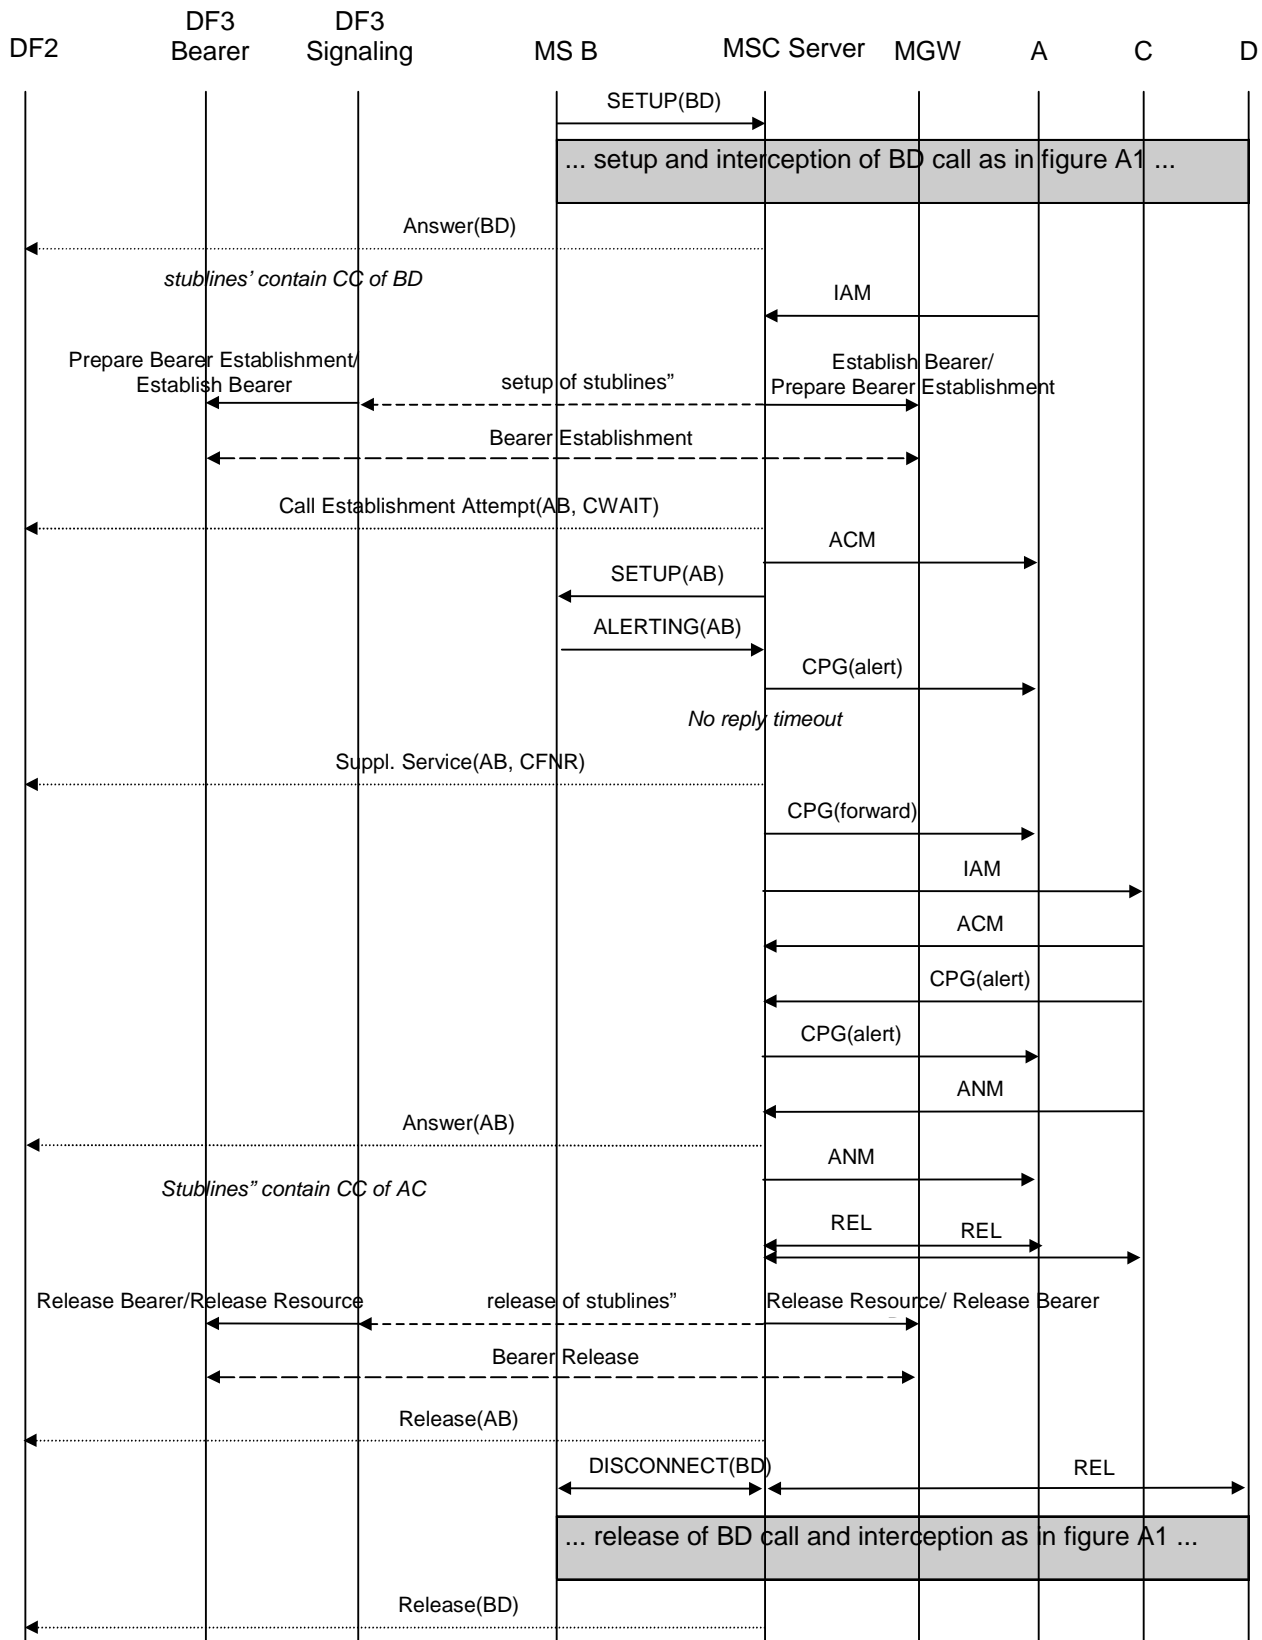 DF2
DF3
Bearer
DF3
Signaling
MS B
MSC Server
MGW
A
C
D
SETUP(BD)
... setup and interception of BD call as in figure A1 ...
Answer(BD)
stublines’ contain CC of BD
IAM
Prepare Bearer Establishment/
Establish Bearer
setup of stublines”
Establish Bearer/
Prepare Bearer Establishment
Bearer Establishment
Call Establishment Attempt(AB, CWAIT)
ACM
SETUP(AB)
ALERTING(AB)
CPG(alert)
No reply timeout
Suppl. Service(AB, CFNR)
CPG(forward)
IAM
ACM
CPG(alert)
CPG(alert)
ANM
Answer(AB)
ANM
Stublines” contain CC of AC
REL
REL
Release Bearer/Release Resource
release of stublines”
Release Resource/ Release Bearer
Bearer Release
Release(AB)
DISCONNECT(BD)
REL
... release of BD call and interception as in figure A1 ...
Release(BD)